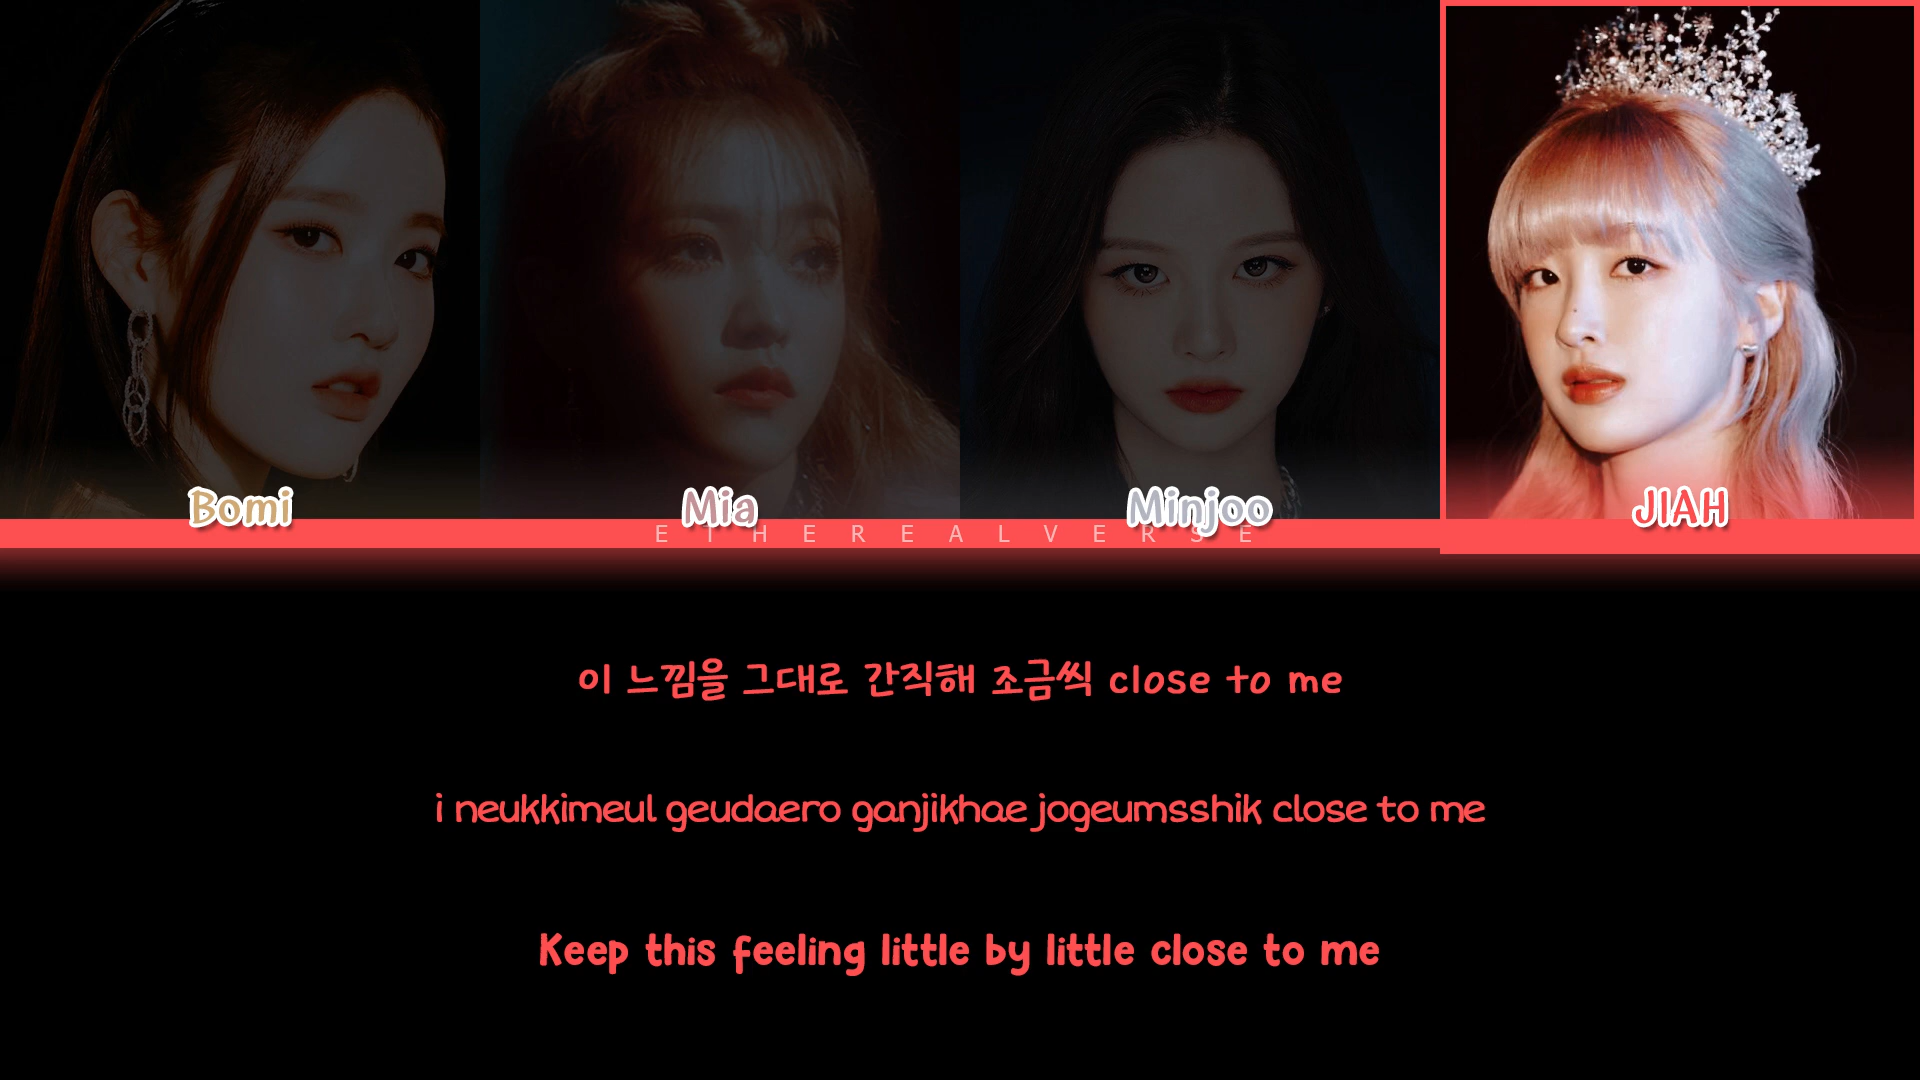 Bomi
Mia
Minjoo
JIAH
ETHEREALVERSE
이 느낌을 그대로 간직해 조금씩 close to me
i neukkimeul geudaero ganjikhae jogeumsshik close to me
Keep this feeling little by little close to me